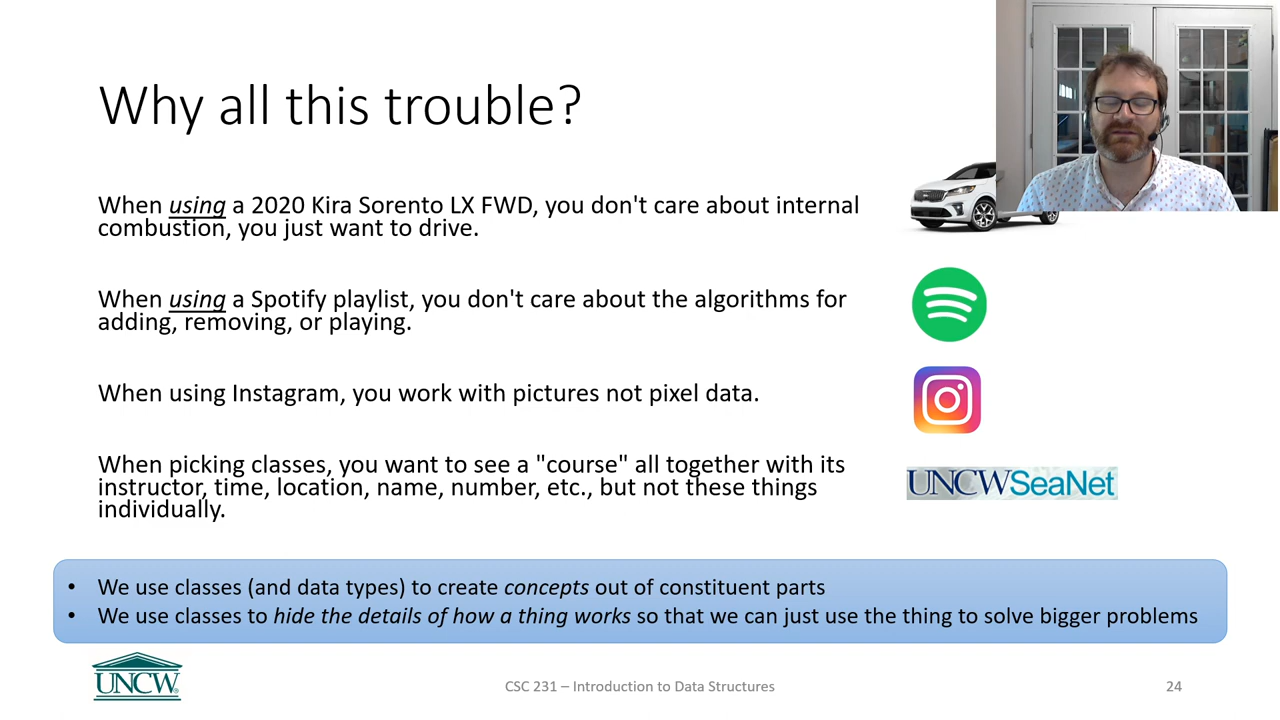 Why all this trouble?
When using a 2020 Kira Sorento LX FWD, you don't care about internal
combustion, you just want to drive.
When using a Spotify playlist, you don't care about the algorithms for
adding, removing, or playing.
When using Instagram, you work with pictures not pixel data.
When picking classes, you want to see a "course" all together with its
instructor, time, location, name, number, etc., but not these things
individually.
UNCWSeaNet
• We use classes (and data types) to create concepts out of constituent parts
• We use classes to hide the details of how a thing works so that we can just use the thing to solve bigger problems
UNCW
CSC 231 – Introduction to Data Structures
24